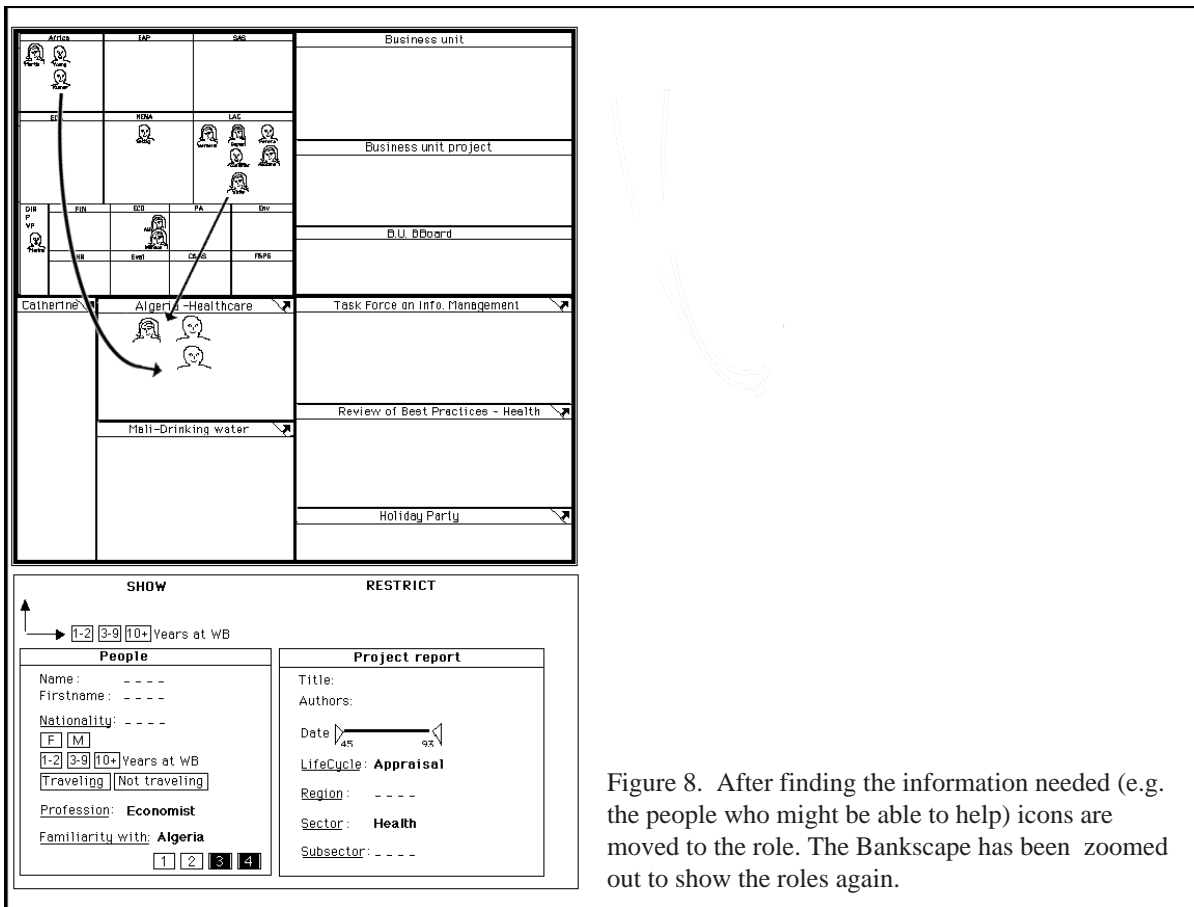 Africa EAP SAS
Business unit
Young
EC MENA LAC
Business unit project
DIR FIN ECO PA Env
P
VP
B.U. BBoard
HR Eval F&PS
Catherine Algeria -Healthcare Task Force on Info. Management
Review of Best Practices - Health
Mali-Drinking water
Holiday Party
SHOW RESTRICT
1-2 3-9 10+ Years at WB
People
Name : _ _ _ _
Firstname : _ _ _ _
Nationality: _ _ _ _
F M
1-2 3-9 10+ Years at WB
Traveling Not traveling
Profession: Economist
Familiarity with: Algeria
1 2 3 4
Project report
Title:
Authors:
Date
45 93
LifeCycle: Appraisal
Region : _ _ _ _
Sector : Health
Subsector: _ _ _ _
Figure 8. After finding the information needed (e.g.
the people who might be able to help) icons are
moved to the role. The Bankscape has been zoomed
out to show the roles again.